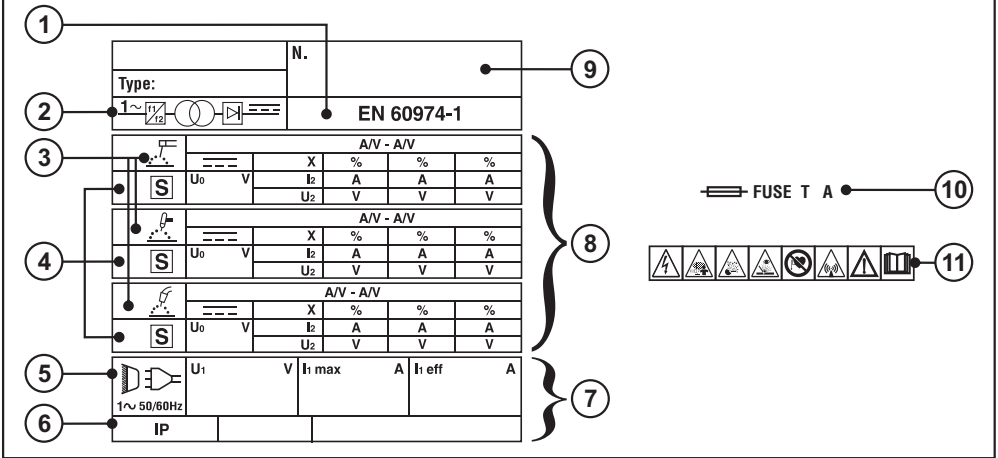 1
N.
9
Type:
2
1~ f1 f2
EN 60974-1
3
A/V - A/V
X % % %
S U0 V I2 A A A
U2 V V V
10
FUSE T A
A/V - A/V
X % % %
4
S U0 V I2 A A A
U2 V V V
8
11
A/V - A/V
X % % %
S U0 V I2 A A A
U2 V V V
5
U1 V I1 max A I1 eff A
1~ 50/60Hz
7
6
IP